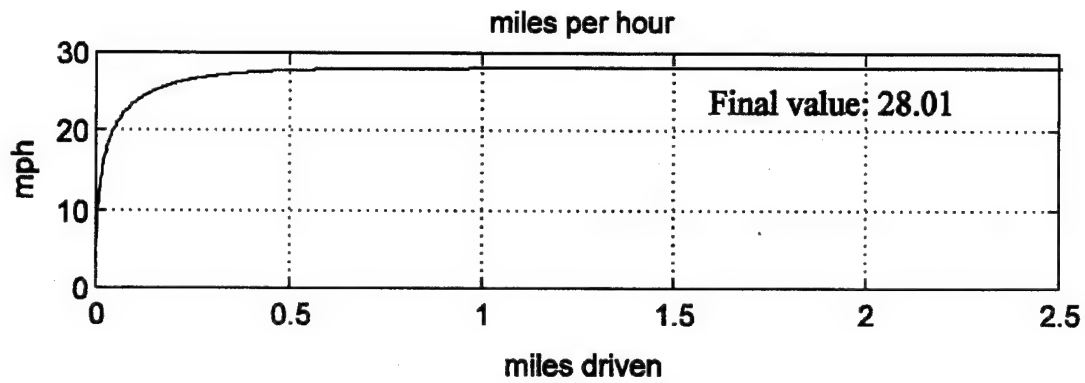 miles per hour
30
20
10
0
mph
Final value: 28.01
0 0.5 1 1.5 2 2.5
miles driven